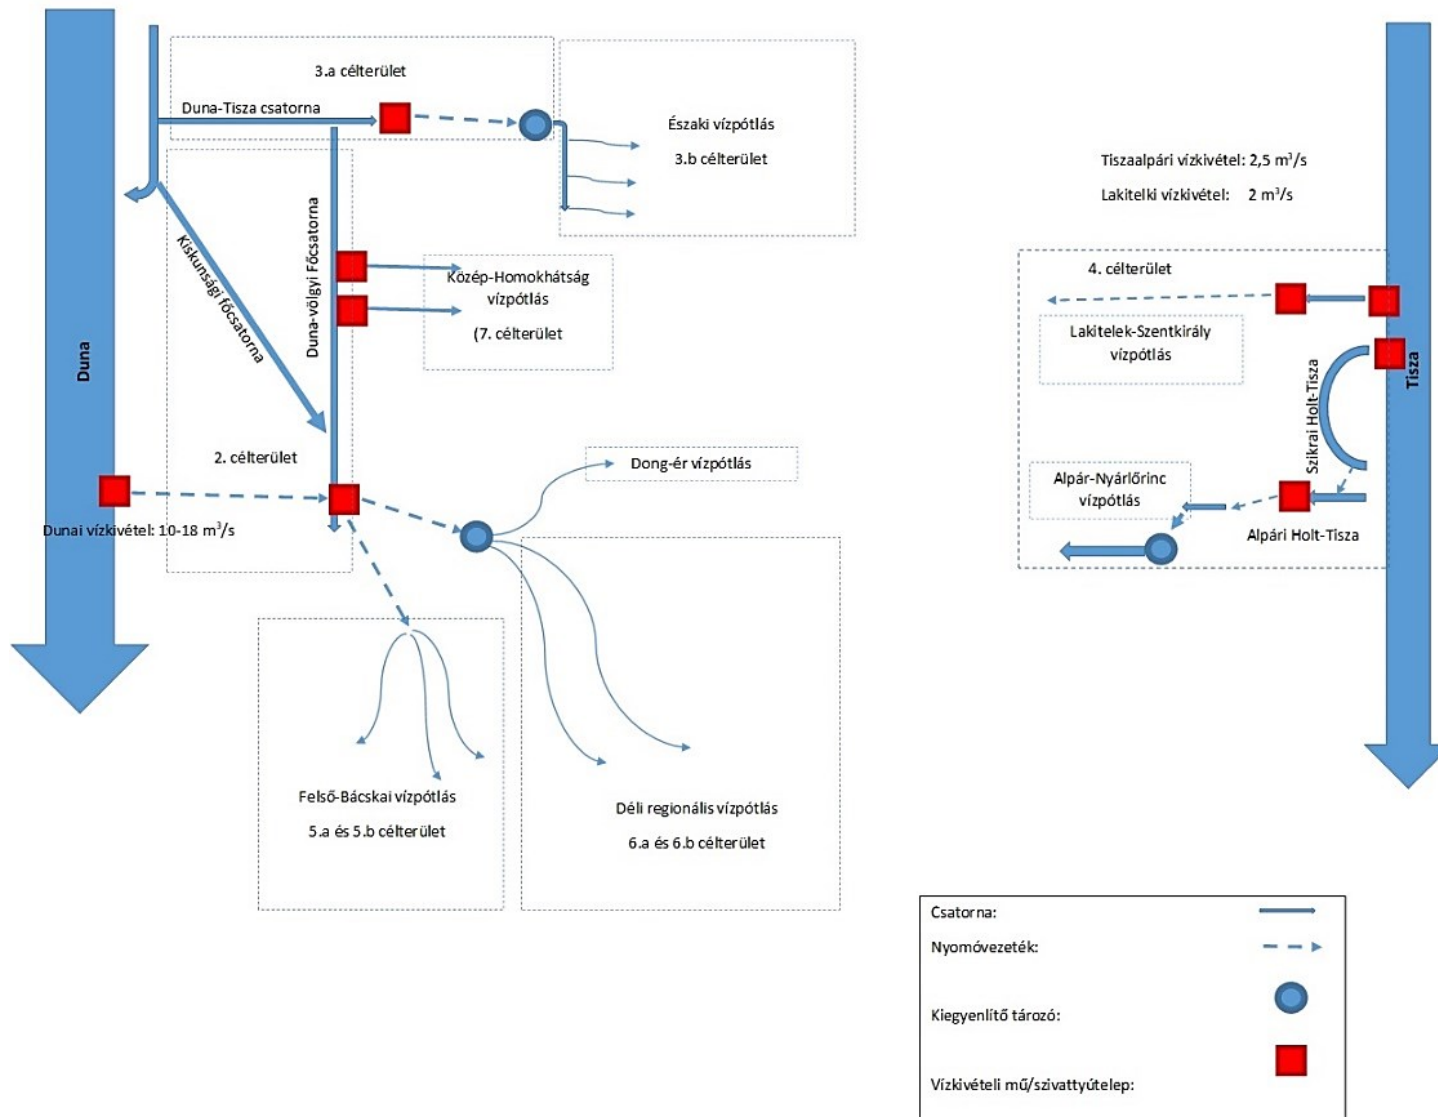 3.a célterület
Duna-Tisza csatorna
Északi vízpótlás
3.b célterület
Tiszaalpári vízkivétel: 2,5 m³/s
Lakitelki vízkivétel: 2 m³/s
Kiskunsági főcsatorna
Duna-völgyi Főcsatorna
Közép-Homokhátság
vízpótlás
(7. célterület
4. célterület
Lakitelek-Szentkirály
vízpótlás
Duna
Tisza
Szikrai Holt-Tisza
2. célterület
Dong-ér vízpótlás
Alpár-Nyárlőrinc
vízpótlás
Dunai vízkivétel: 10-18 m³/s
Alpári Holt-Tisza
Felső-Bácskai vízpótlás
5.a és 5.b célterület
Déli regionális vízpótlás
6.a és 6.b célterület
Csatorna:
Nyomóvezeték:
Kiegyenlítő tározó:
Vízkivételi mű/szivattyútelep: